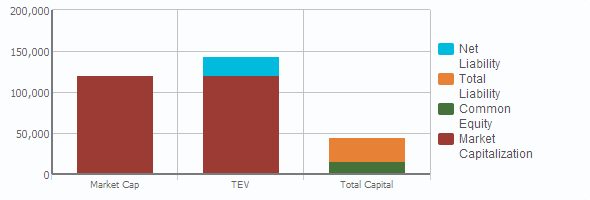 200,000
150,000
100,000
50,000
0
Market Cap
TEV
Total Capital
Net
Liability
Total
Liability
Common
Equity
Market
Capitalization